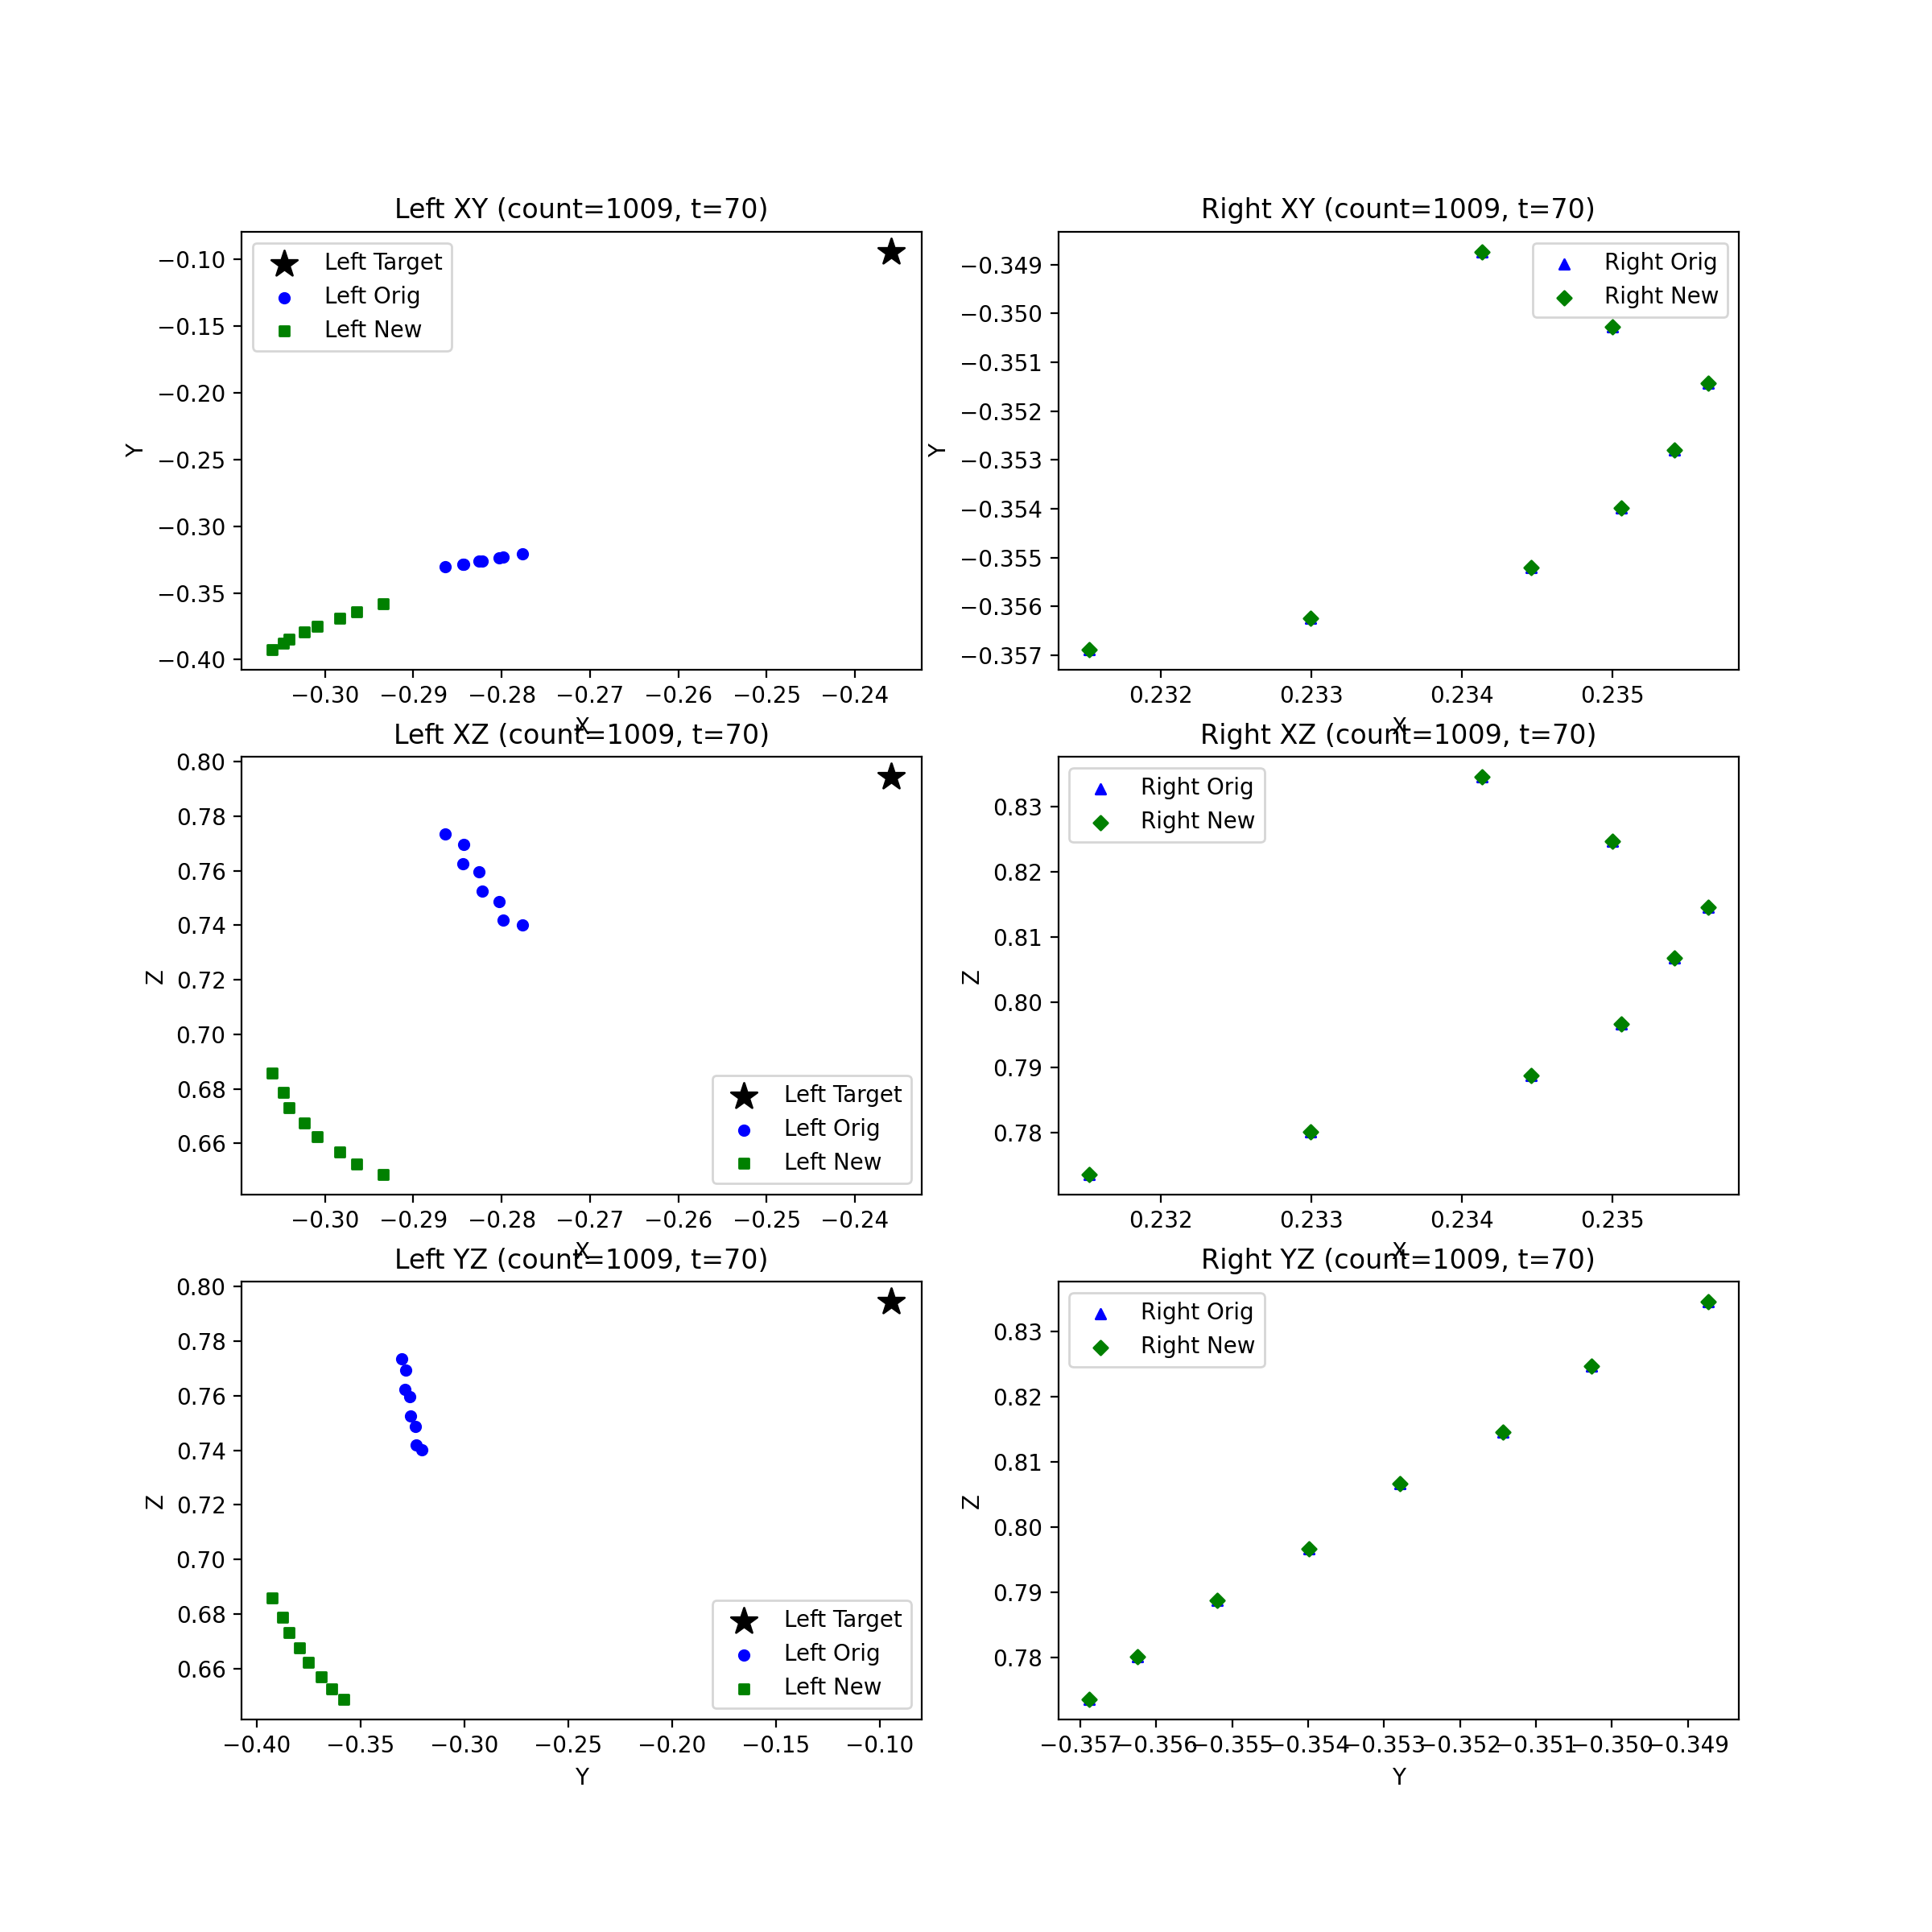 Left XY (count=1009, t=70)
Left Target
Left Orig
Left New
−0.10
−0.15
−0.20
−0.25
−0.30
−0.35
−0.40
Y
−0.30
−0.29
−0.28
−0.27
−0.26
−0.25
−0.24
X
Right XY (count=1009, t=70)
Right Orig
Right New
−0.349
−0.350
−0.351
−0.352
−0.353
−0.354
−0.355
−0.356
−0.357
Y
0.232
0.233
0.234
0.235
X
Left XZ (count=1009, t=70)
0.80
0.78
0.76
0.74
0.72
0.70
0.68
0.66
Z
Left Target
Left Orig
Left New
−0.30
−0.29
−0.28
−0.27
−0.26
−0.25
−0.24
X
Right XZ (count=1009, t=70)
Right Orig
Right New
0.83
0.82
0.81
0.80
0.79
0.78
Z
0.232
0.233
0.234
0.235
X
Left YZ (count=1009, t=70)
0.80
0.78
0.76
0.74
0.72
0.70
0.68
0.66
Z
Left Target
Left Orig
Left New
−0.40
−0.35
−0.30
−0.25
−0.20
−0.15
−0.10
Y
Right YZ (count=1009, t=70)
Right Orig
Right New
0.83
0.82
0.81
0.80
0.79
0.78
Z
−0.357
−0.356
−0.355
−0.354
−0.353
−0.352
−0.351
−0.350
−0.349
Y